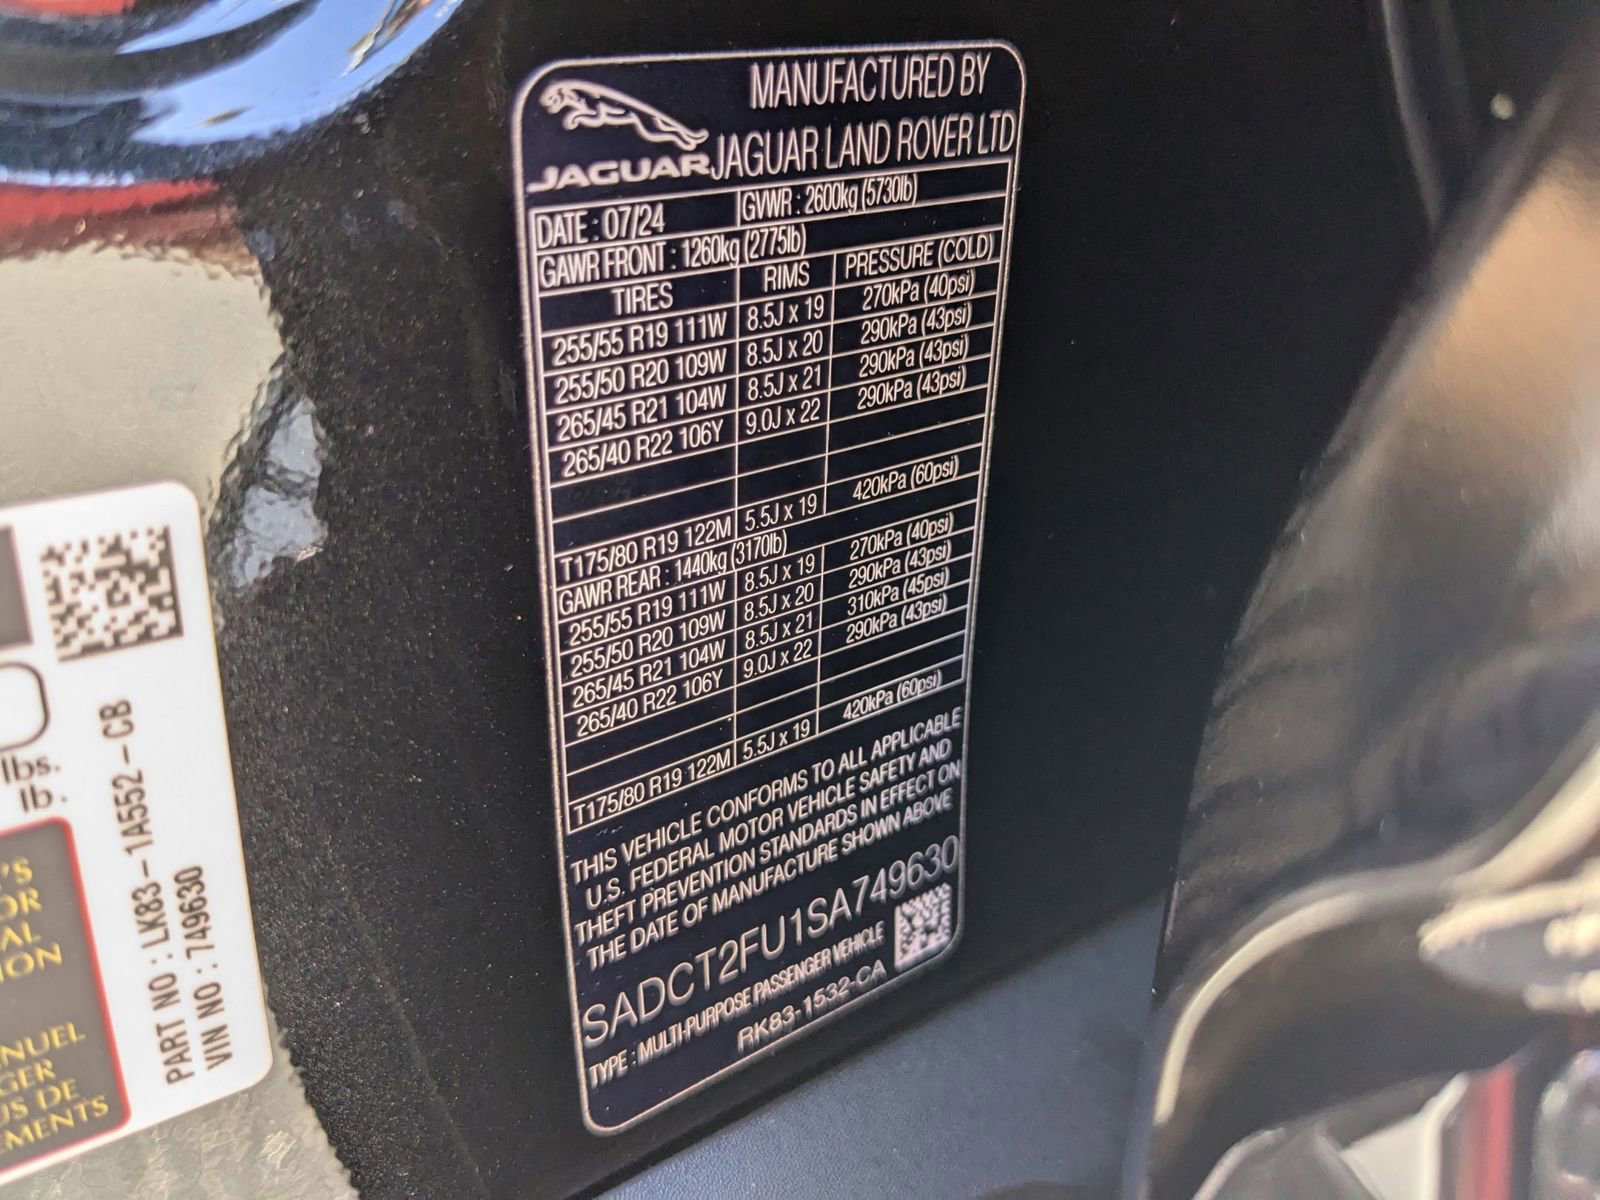 MANUFACTURED BY
JAGUAR JAGUAR LAND ROVER LTD
DATE : 07/24 GVWR : 2600kg (5730lb)
GAWR FRONT : 1260kg (2775lb)
TIRES RIMS PRESSURE (COLD)
255/55 R19 111W 8.5J x 19 270kPa (40psi)
255/50 R20 109W 8.5J x 20 290kPa (43psi)
265/45 R21 104W 8.5J x 21 290kPa (43psi)
265/40 R22 106Y 9.0J x 22 290kPa (43psi)
T175/80 R19 122M 5.5J x 19 420kPa (60psi)
GAWR REAR : 1440kg (3170lb)
255/55 R19 111W 8.5J x 19 270kPa (40psi)
255/50 R20 109W 8.5J x 20 290kPa (43psi)
265/45 R21 104W 8.5J x 21 310kPa (45psi)
265/40 R22 106Y 9.0J x 22 290kPa (43psi)
T175/80 R19 122M 5.5J x 19 420kPa (60psi)
THIS VEHICLE CONFORMS TO ALL APPLICABLE
U.S. FEDERAL MOTOR VEHICLE SAFETY AND
THEFT PREVENTION STANDARDS IN EFFECT ON
THE DATE OF MANUFACTURE SHOWN ABOVE
SADCT2FU1SA749630
TYPE : MULTI-PURPOSE PASSENGER VEHICLE
RK83-1532-CA
lbs.
lb.
PART NO : LK83-1A552-CB
VIN NO : 749630
'S
OR
AL
ION
NUEL
GER
US DE
EMENTS